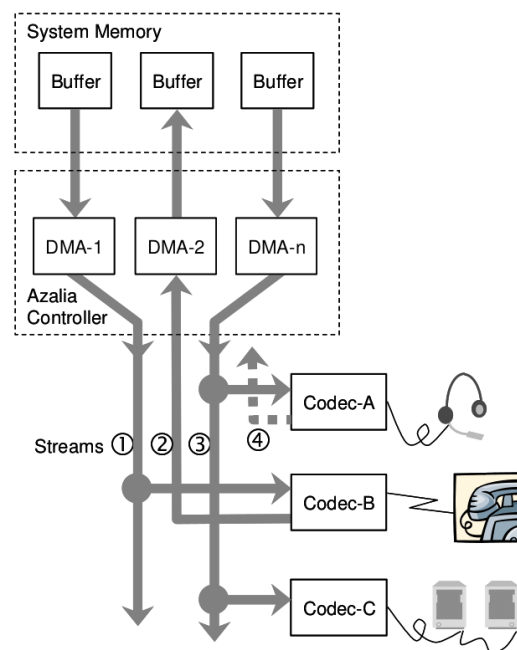 System Memory
Buffer Buffer Buffer
DMA-1 DMA-2 DMA-n
Azalia
Controller
Codec-A
Streams ① ② ③ ④
Codec-B
Codec-C